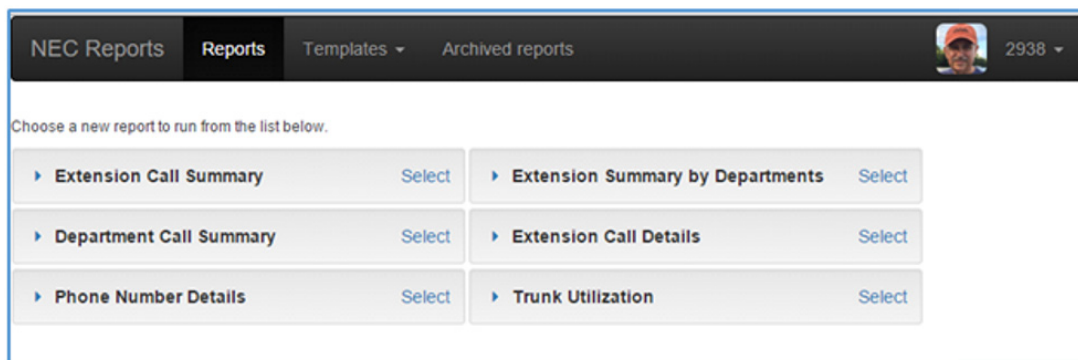 NEC Reports Reports Templates Archived reports 2938
Choose a new report to run from the list below.
Extension Call Summary Select Extension Summary by Departments Select
Department Call Summary Select Extension Call Details Select
Phone Number Details Select Trunk Utilization Select